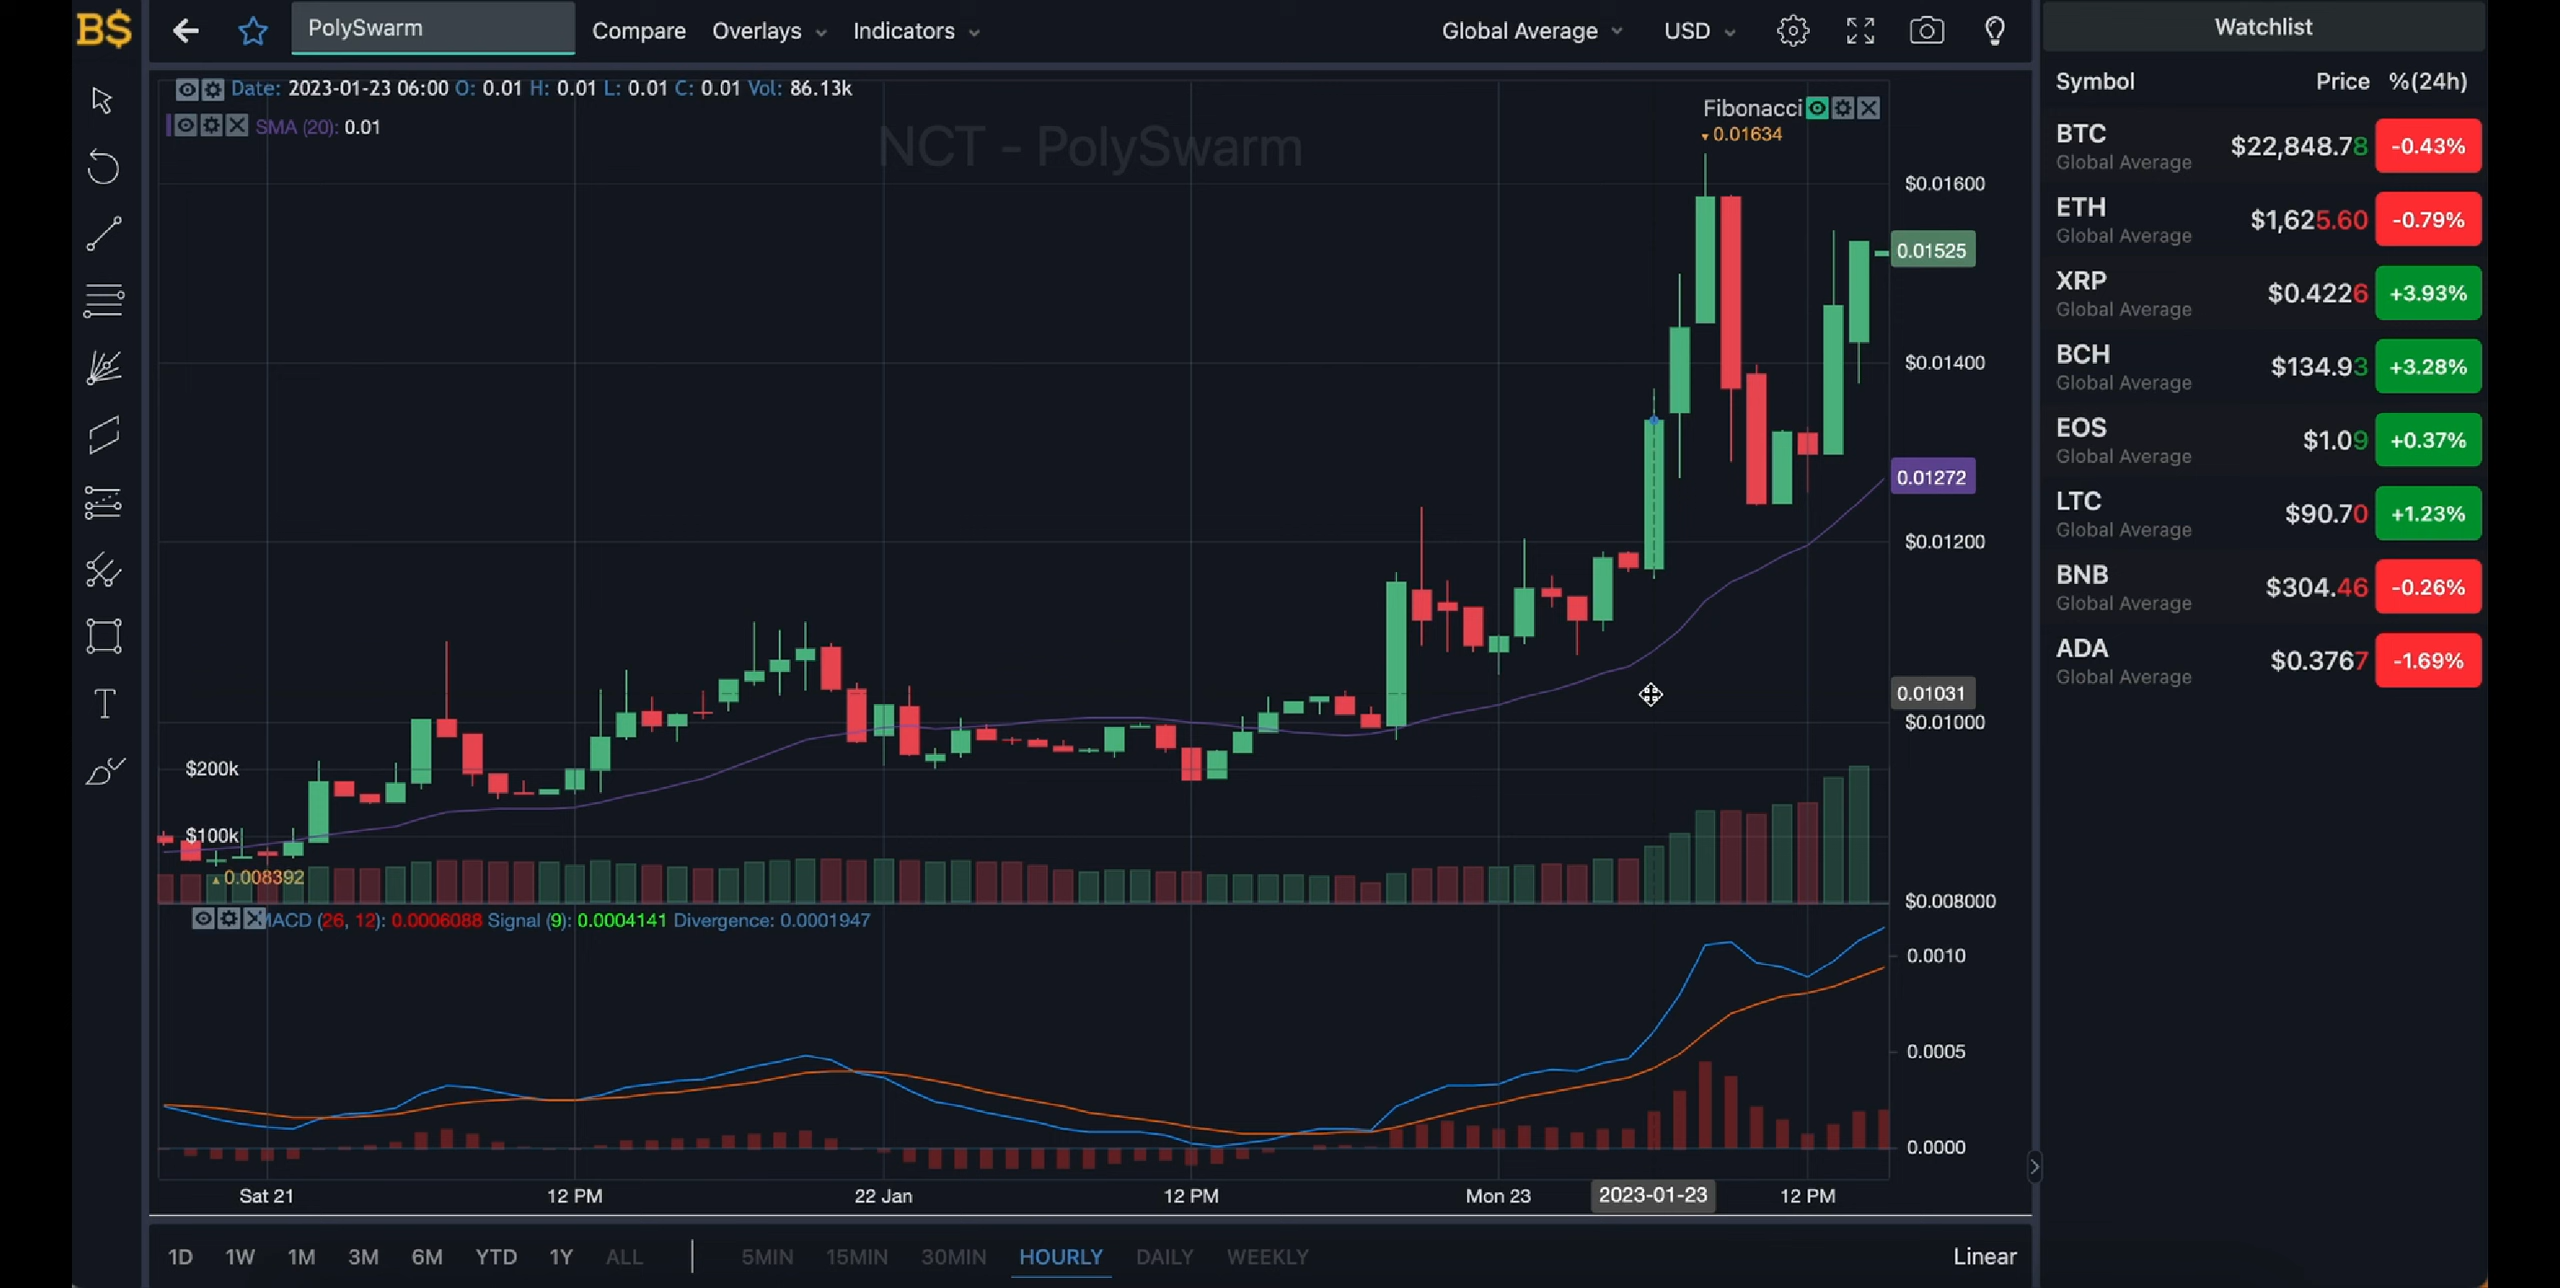 B$
PolySwarm
Compare
Overlays
Indicators
Global Average
USD
Date: 2023-01-23 06:00 O: 0.01 H: 0.01 L: 0.01 C: 0.01 Vol: 86.13k
SMA (20): 0.01
NCT - PolySwarm
Fibonacci
▾0.01634
$0.01600
0.01525
$0.01400
0.01272
$0.01200
0.01031
$0.01000
$200k
$100k
▴0.008392
$0.008000
MACD (26, 12): 0.0006088 Signal (9): 0.0004141 Divergence: 0.0001947
0.0010
0.0005
0.0000
Sat 21
12 PM
22 Jan
12 PM
Mon 23
2023-01-23
12 PM
1D
1W
1M
3M
6M
YTD
1Y
ALL
5MIN
15MIN
30MIN
HOURLY
DAILY
WEEKLY
Linear
Watchlist
Symbol Price %(24h)
BTC $22,848.78 -0.43%
Global Average
ETH $1,625.60 -0.79%
Global Average
XRP $0.4226 +3.93%
Global Average
BCH $134.93 +3.28%
Global Average
EOS $1.09 +0.37%
Global Average
LTC $90.70 +1.23%
Global Average
BNB $304.46 -0.26%
Global Average
ADA $0.3767 -1.69%
Global Average